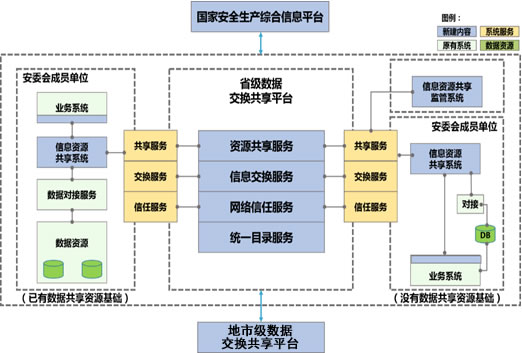 国家安全生产综合信息平台
图例：
新建内容
系统服务
原有系统
数据资源
安委会成员单位
业务系统
信息资源
共享系统
数据对接服务
数据资源
（已有数据共享资源基础）
共享服务
交换服务
信任服务
省级数据
交换共享平台
资源共享服务
信息交换服务
网络信任服务
统一目录服务
共享服务
交换服务
信任服务
信息资源共享
监管系统
安委会成员单位
信息资源
共享系统
对接
DB
业务系统
（没有数据共享资源基础）
地市级数据
交换共享平台